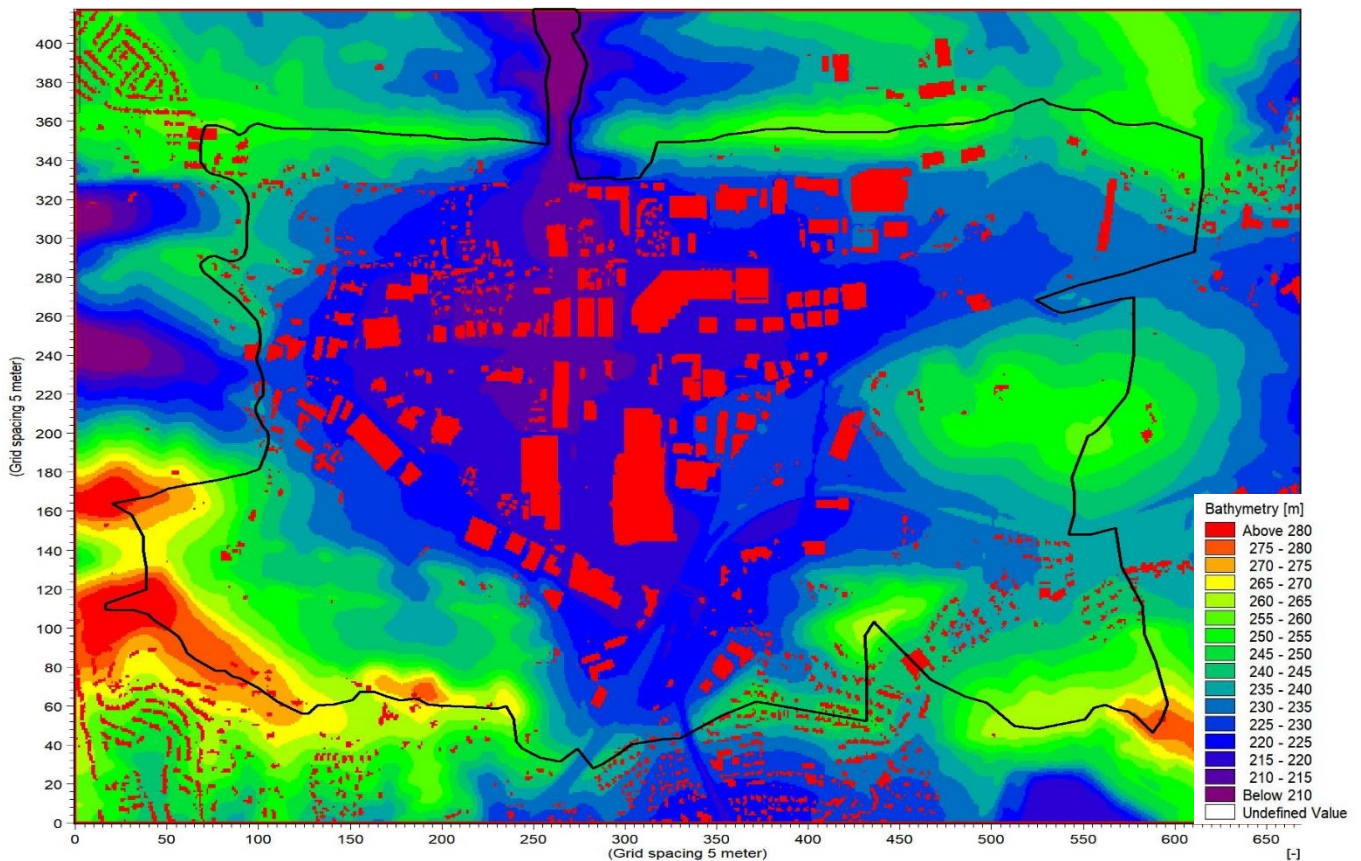 400
380
360
340
320
300
280
260
240
220
200
180
160
140
120
100
80
60
40
20
0
(Grid spacing 5 meter)
0 50 100 150 200 250 300 350 400 450 500 550 600 650
(Grid spacing 5 meter) [-]
Bathymetry [m]
Above 280
275 - 280
270 - 275
265 - 270
260 - 265
255 - 260
250 - 255
245 - 250
240 - 245
235 - 240
230 - 235
225 - 230
220 - 225
215 - 220
210 - 215
Below 210
Undefined Value